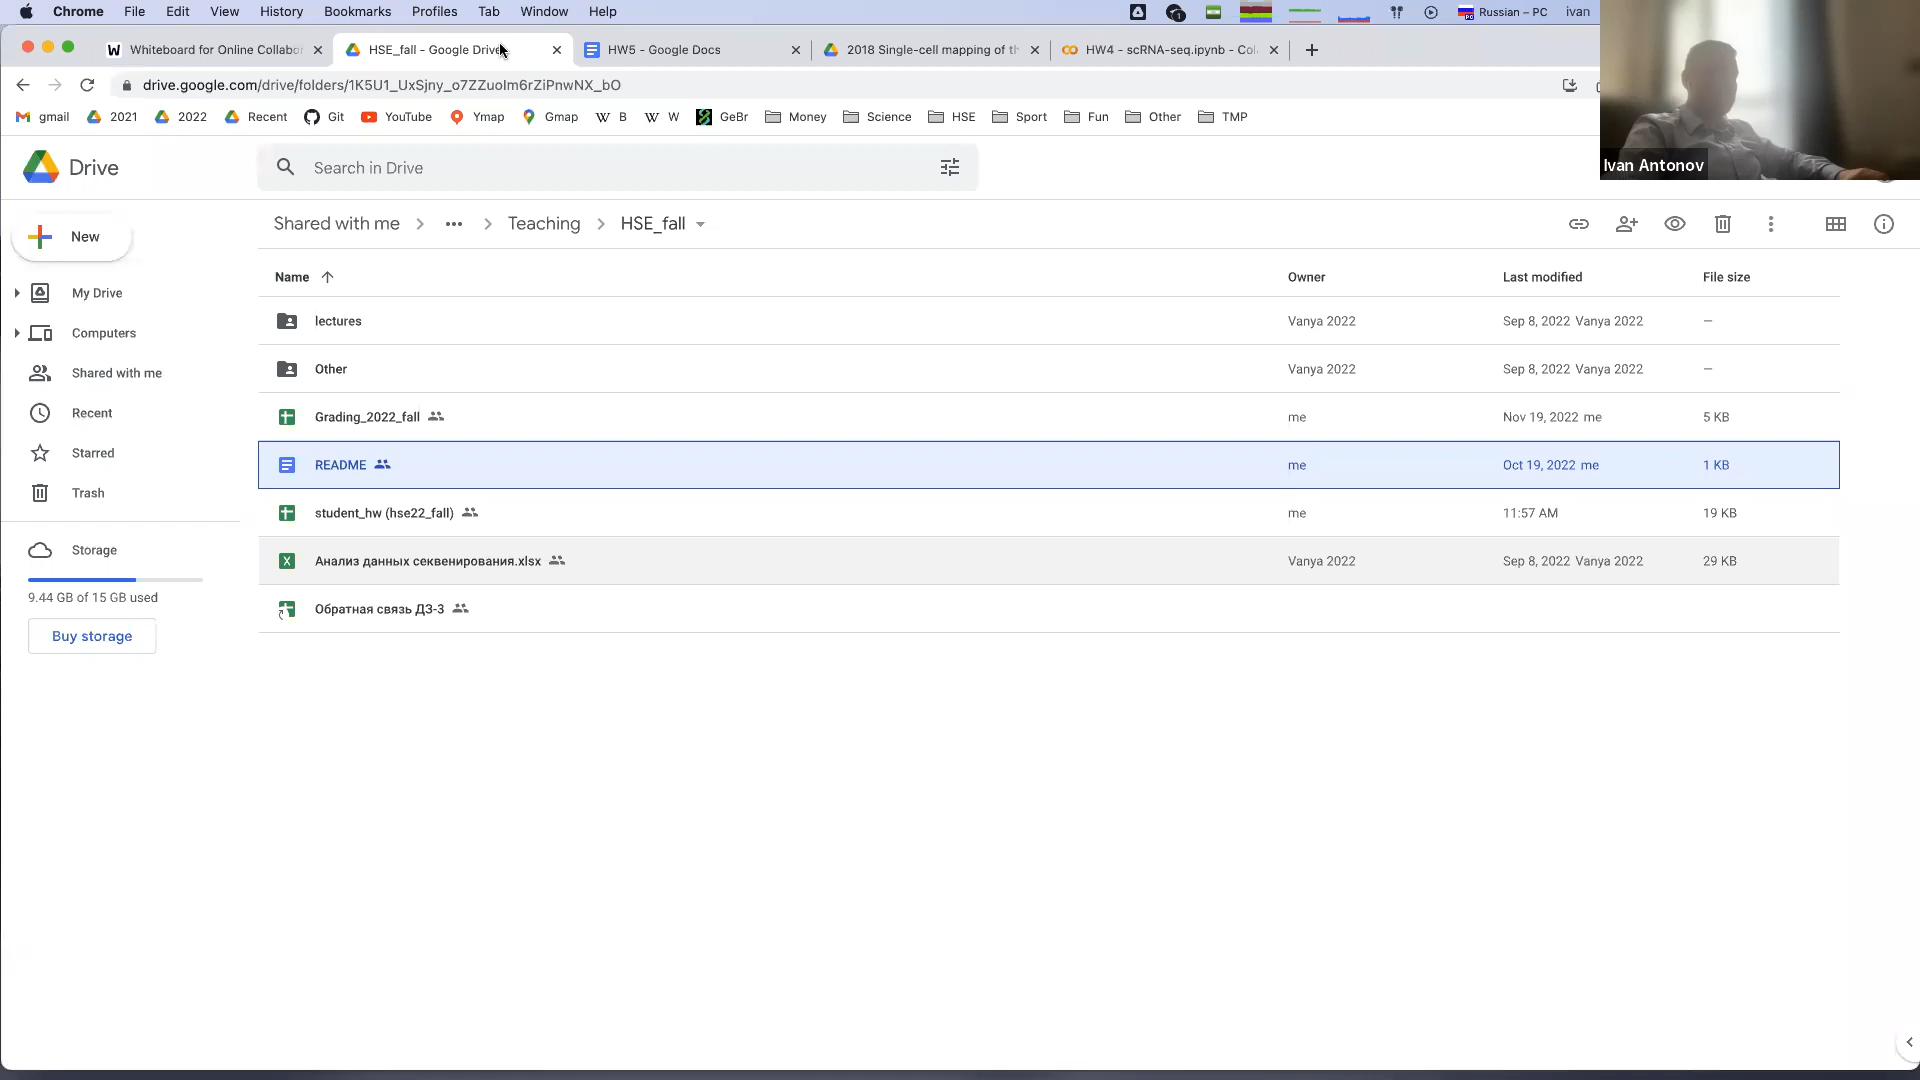 Chrome File Edit View History Bookmarks Profiles Tab Window Help Russian – PC ivan
Whiteboard for Online Collabor HSE_fall - Google Drive HW5 - Google Docs 2018 Single-cell mapping of th HW4 - scRNA-seq.ipynb - Col
drive.google.com/drive/folders/1K5U1_UxSjny_o7ZZuoIm6rZiPnwNX_bO
gmail 2021 2022 Recent Git YouTube Ymap Gmap W B W W GeBr Money Science HSE Sport Fun Other TMP
Ivan Antonov
Drive
Search in Drive
Shared with me ... Teaching HSE_fall
New
My Drive
Computers
Shared with me
Recent
Starred
Trash
Storage
9.44 GB of 15 GB used
Buy storage
Name Owner Last modified File size
lectures Vanya 2022 Sep 8, 2022 Vanya 2022 —
Other Vanya 2022 Sep 8, 2022 Vanya 2022 —
Grading_2022_fall me Nov 19, 2022 me 5 KB
README me Oct 19, 2022 me 1 KB
student_hw (hse22_fall) me 11:57 AM 19 KB
Анализ данных секвенирования.xlsx Vanya 2022 Sep 8, 2022 Vanya 2022 29 KB
Обратная связь ДЗ-3